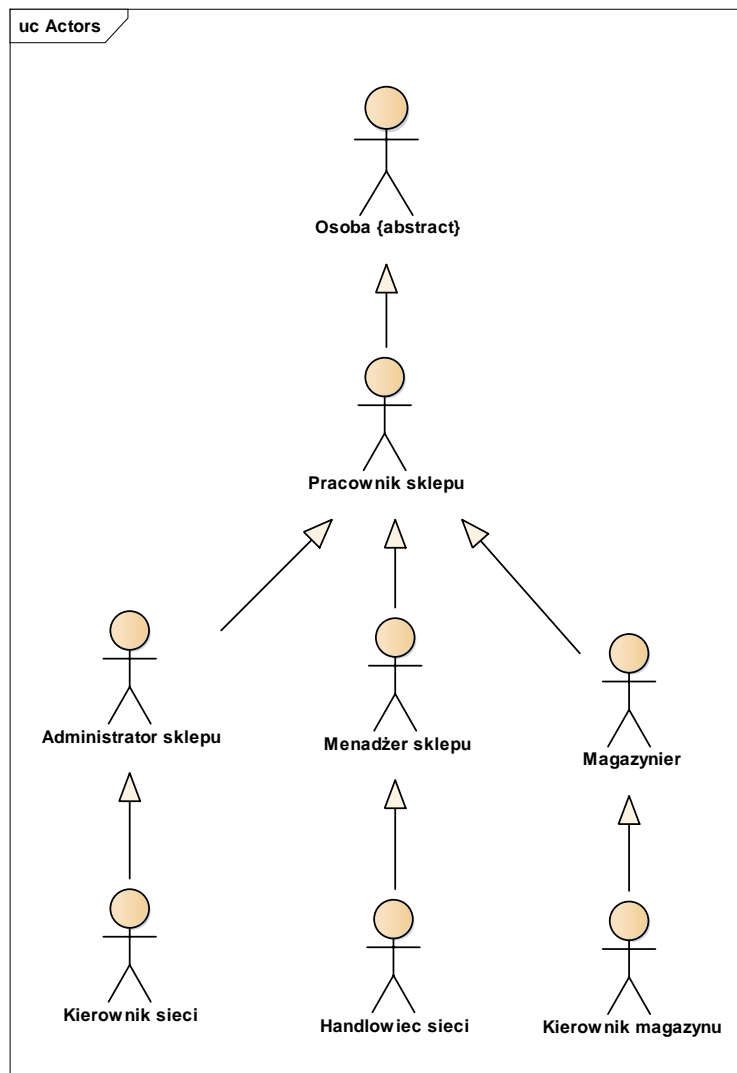 uc Actors
Osoba {abstract}
Pracownik sklepu
Administrator sklepu
Menadżer sklepu
Magazynier
Kierownik sieci
Handlowiec sieci
Kierownik magazynu